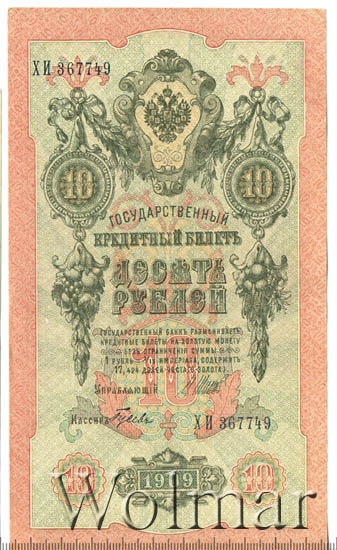 ХИ 367749
10 10
ГОСУДАРСТВЕННЫЙ
КРЕДИТНЫЙ БИЛЕТЪ
ДЕСЯТЬ
РУБЛЕЙ
ГОСУДАРСТВЕННЫЙ БАНКЪ РАЗМѢНИВАЕТЪ
КРЕДИТНЫЕ БИЛЕТЫ НА ЗОЛОТУЮ МОНЕТУ
БЕЗЪ ОГРАНИЧЕНІЯ СУММЫ
1 РУБЛЬ = 1/15 ИМПЕРІАЛА, СОДЕРЖИТЪ
17,424 ДОЛЕЙ ЧИСТАГО ЗОЛОТА
10
УПРАВЛЯЮЩІЙ
КАССИРЪ
ХИ 367749
10 1909 10
Wolmar